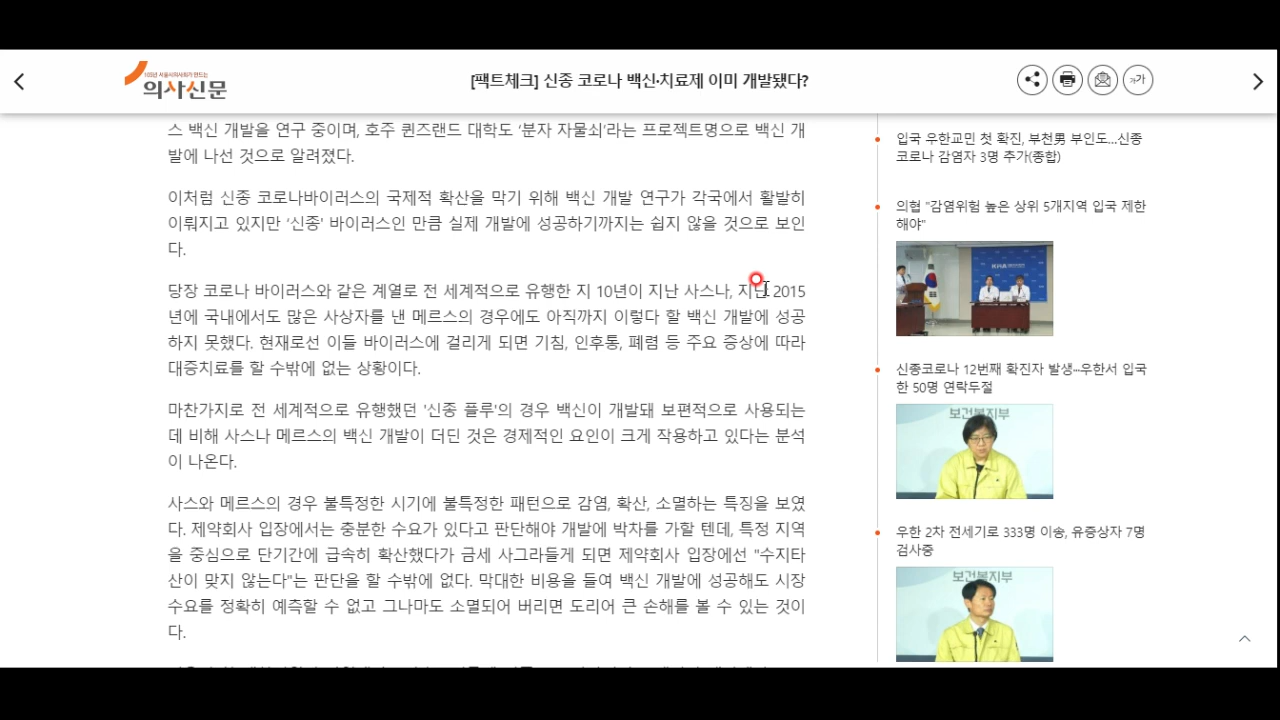 100년 서울시의사회가 만드는
의사신문
[팩트체크] 신종 코로나 백신·치료제 이미 개발됐다?
가가
스 백신 개발을 연구 중이며, 호주 퀸즈랜드 대학도 '분자 자물쇠'라는 프로젝트명으로 백신 개
발에 나선 것으로 알려졌다.
이처럼 신종 코로나바이러스의 국제적 확산을 막기 위해 백신 개발 연구가 각국에서 활발히
이뤄지고 있지만 '신종' 바이러스인 만큼 실제 개발에 성공하기까지는 쉽지 않을 것으로 보인
다.
당장 코로나 바이러스와 같은 계열로 전 세계적으로 유행한 지 10년이 지난 사스나, 지난 2015
년에 국내에서도 많은 사상자를 낸 메르스의 경우에도 아직까지 이렇다 할 백신 개발에 성공
하지 못했다. 현재로선 이들 바이러스에 걸리게 되면 기침, 인후통, 폐렴 등 주요 증상에 따라
대증치료를 할 수밖에 없는 상황이다.
마찬가지로 전 세계적으로 유행했던 '신종 플루'의 경우 백신이 개발돼 보편적으로 사용되는
데 비해 사스나 메르스의 백신 개발이 더딘 것은 경제적인 요인이 크게 작용하고 있다는 분석
이 나온다.
사스와 메르스의 경우 불특정한 시기에 불특정한 패턴으로 감염, 확산, 소멸하는 특징을 보였
다. 제약회사 입장에서는 충분한 수요가 있다고 판단해야 개발에 박차를 가할 텐데, 특정 지역
을 중심으로 단기간에 급속히 확산했다가 금세 사그라들게 되면 제약회사 입장에선 "수지타
산이 맞지 않는다"는 판단을 할 수밖에 없다. 막대한 비용을 들여 백신 개발에 성공해도 시장
수요를 정확히 예측할 수 없고 그나마도 소멸되어 버리면 도리어 큰 손해를 볼 수 있는 것이
다.
입국 우한교민 첫 확진, 부천男 부인도…신종
코로나 감염자 3명 추가(종합)
의협 "감염위험 높은 상위 5개지역 입국 제한
해야"
KMA
신종코로나 12번째 확진자 발생…우한서 입국
한 50명 연락두절
보건복지부
우한 2차 전세기로 333명 이송, 유증상자 7명
검사중
보건복지부